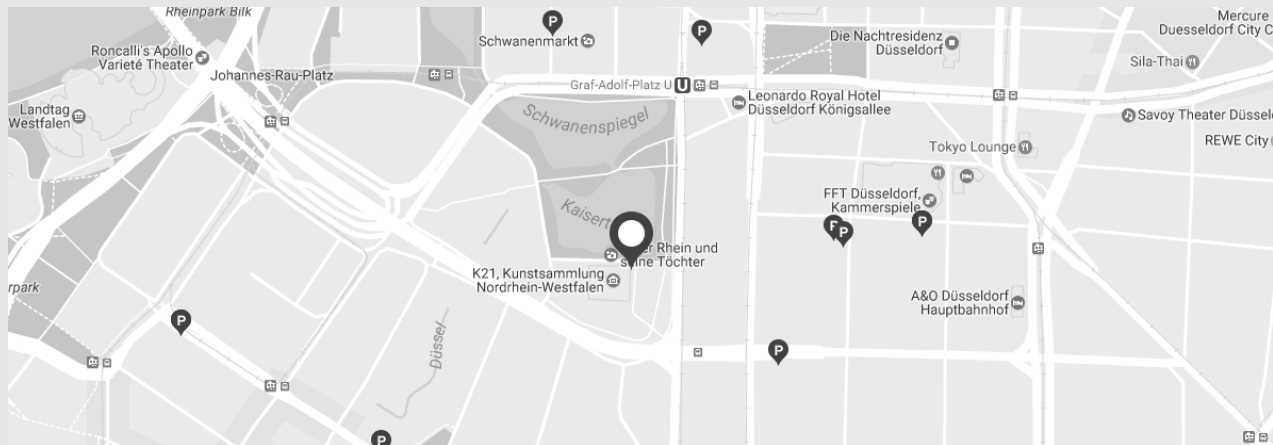 Rheinpark Bilk
Roncalli's Apollo
Varieté Theater
Johannes-Rau-Platz
Landtag
Westfalen
rpark
P
Schwanenmarkt
P
Graf-Adolf-Platz U
U
Schwanenspiegel
Die Nachtresidenz
Düsseldorf
Mercure
Duesseldorf City C
Sila-Thai
Leonardo Royal Hotel
Düsseldorf Königsallee
Savoy Theater Düssel
REWE City
Tokyo Lounge
FFT Düsseldorf,
Kammerspiele
P
P
P
Kaisert
er Rhein und
seine Töchter
K21, Kunstsammlung
Nordrhein-Westfalen
A&O Düsseldorf
Hauptbahnhof
P
Düssel
P
P